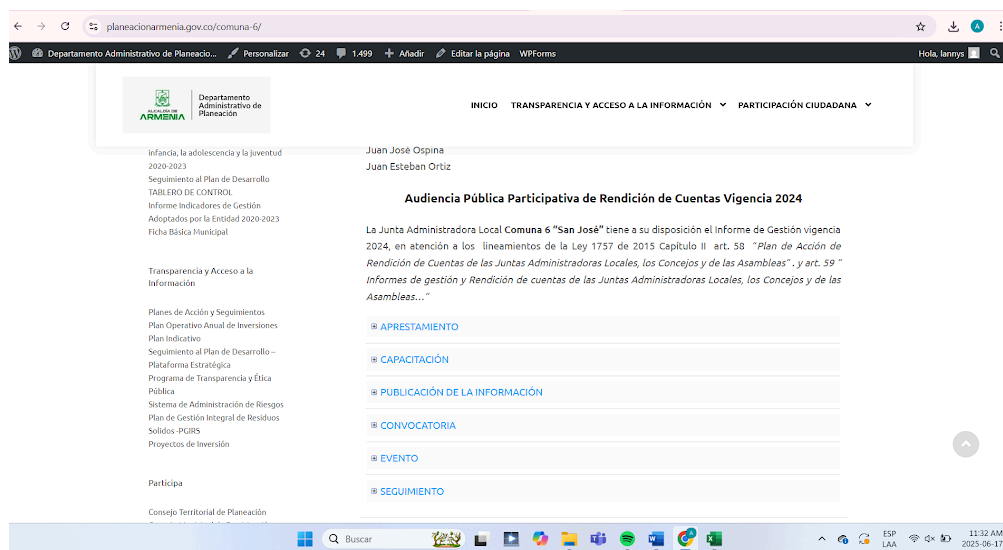 planeacionarmenia.gov.co/comuna-6/
Departamento Administrativo de Planeacio... Personalizar 24 1.499 Añadir Editar la página WPForms Hola, lannys
ALCALDÍA DE
ARMENIA
Departamento
Administrativo de
Planeación
INICIO TRANSPARENCIA Y ACCESO A LA INFORMACIÓN PARTICIPACIÓN CIUDADANA
infancia, la adolescencia y la juventud
2020-2023
Seguimiento al Plan de Desarrollo
TABLERO DE CONTROL
Informe Indicadores de Gestión
Adoptados por la Entidad 2020-2023
Ficha Básica Municipal
Transparencia y Acceso a la
Información
Planes de Acción y Seguimientos
Plan Operativo Anual de Inversiones
Plan Indicativo
Seguimiento al Plan de Desarrollo –
Plataforma Estratégica
Programa de Transparencia y Ética
Pública
Sistema de Administración de Riesgos
Plan de Gestión Integral de Residuos
Solidos -PGIRS
Proyectos de Inversión
Participa
Consejo Territorial de Planeación
Juan José Ospina
Juan Esteban Ortiz
Audiencia Pública Participativa de Rendición de Cuentas Vigencia 2024
La Junta Administradora Local Comuna 6 “San José” tiene a su disposición el Informe de Gestión vigencia
2024, en atención a los lineamientos de la Ley 1757 de 2015 Capítulo II art. 58 “Plan de Acción de
Rendición de Cuentas de las Juntas Administradoras Locales, los Concejos y de las Asambleas” . y art. 59 “
Informes de gestión y Rendición de cuentas de las Juntas Administradoras Locales, los Concejos y de las
Asambleas…”
APRESTAMIENTO
CAPACITACIÓN
PUBLICACIÓN DE LA INFORMACIÓN
CONVOCATORIA
EVENTO
SEGUIMIENTO
Buscar
ESP
LAA
11:32 AM
2025-06-17